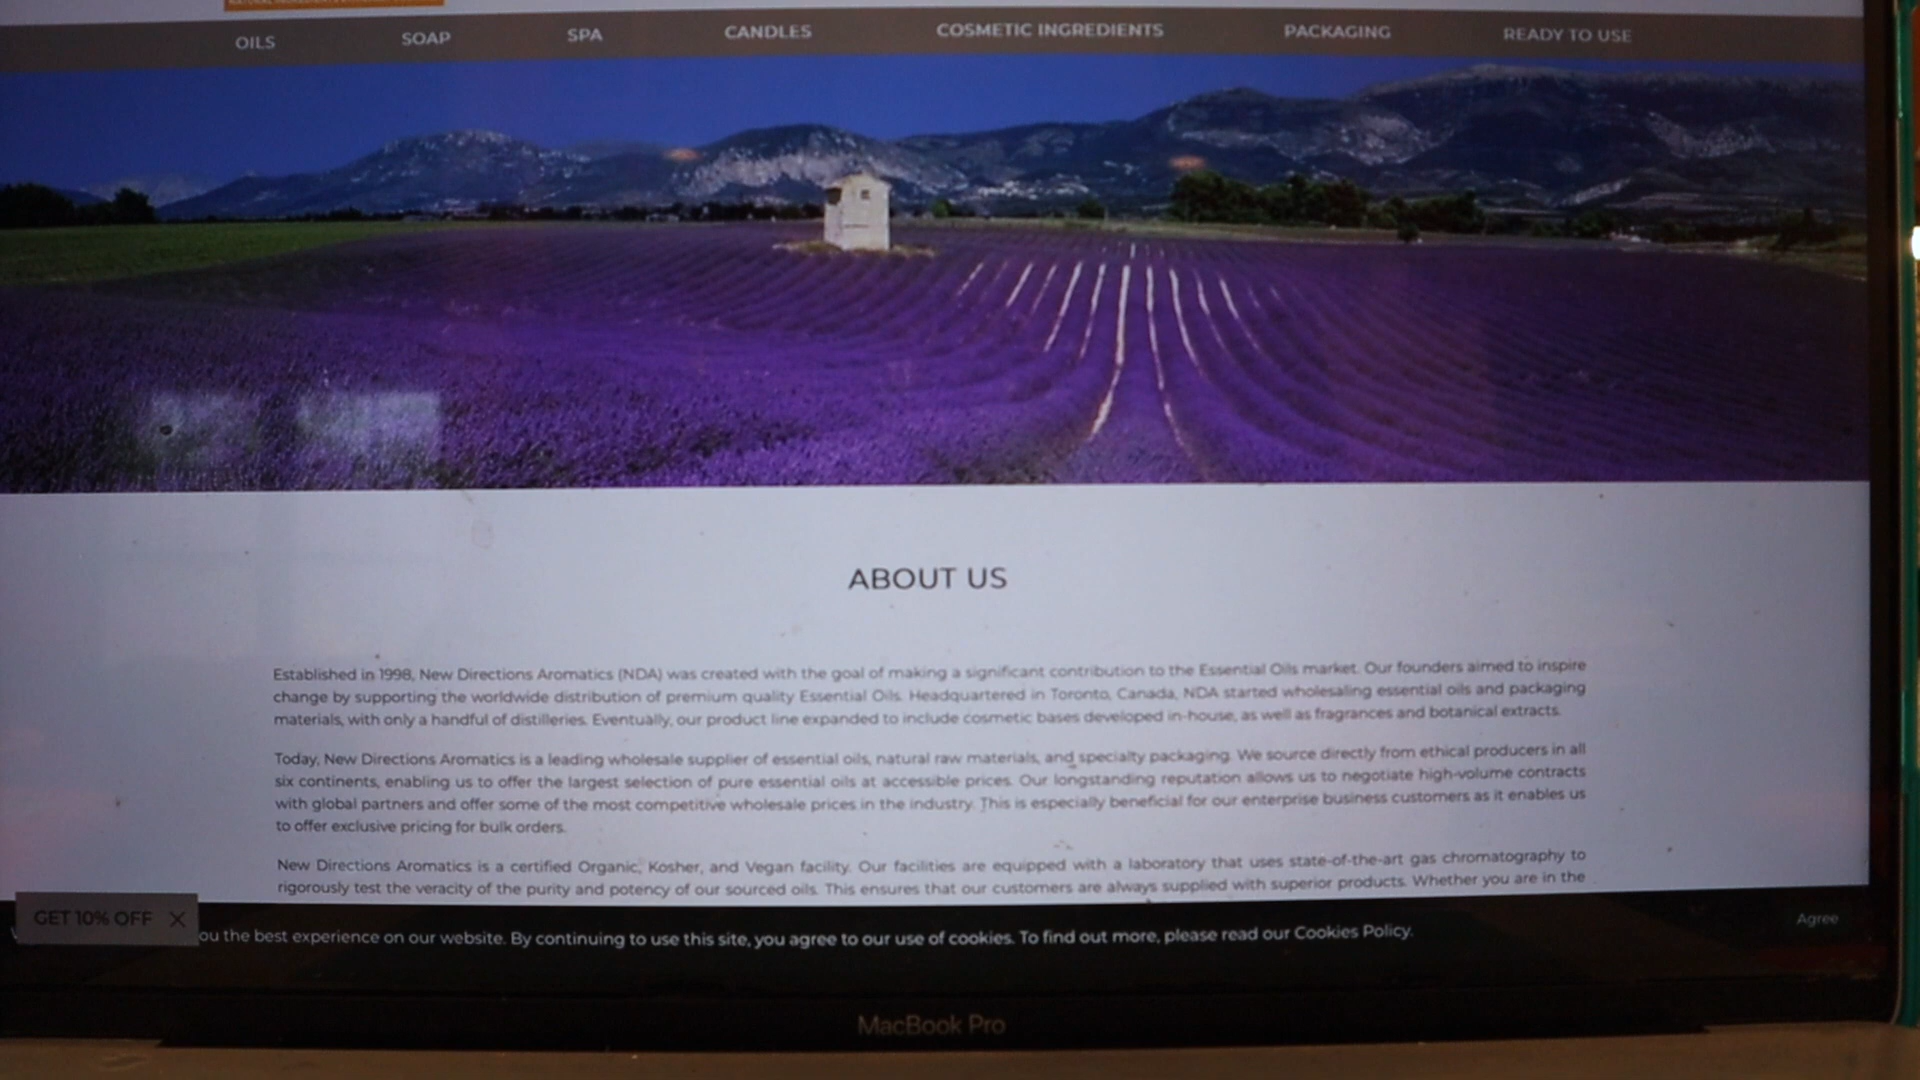 OILS SOAP SPA CANDLES COSMETIC INGREDIENTS PACKAGING READY TO USE
ABOUT US
Established in 1998, New Directions Aromatics (NDA) was created with the goal of making a significant contribution to the Essential Oils market. Our founders aimed to inspire
change by supporting the worldwide distribution of premium quality Essential Oils. Headquartered in Toronto, Canada, NDA started wholesaling essential oils and packaging
materials, with only a handful of distilleries. Eventually, our product line expanded to include cosmetic bases developed in-house, as well as fragrances and botanical extracts.
Today, New Directions Aromatics is a leading wholesale supplier of essential oils, natural raw materials, and specialty packaging. We source directly from ethical producers in all
six continents, enabling us to offer the largest selection of pure essential oils at accessible prices. Our longstanding reputation allows us to negotiate high-volume contracts
with global partners and offer some of the most competitive wholesale prices in the industry. This is especially beneficial for our enterprise business customers as it enables us
to offer exclusive pricing for bulk orders.
New Directions Aromatics is a certified Organic, Kosher, and Vegan facility. Our facilities are equipped with a laboratory that uses state-of-the-art gas chromatography to
rigorously test the veracity of the purity and potency of our sourced oils. This ensures that our customers are always supplied with superior products. Whether you are in the
GET 10% OFF X
ou the best experience on our website. By continuing to use this site, you agree to our use of cookies. To find out more, please read our Cookies Policy.
Agree
MacBook Pro